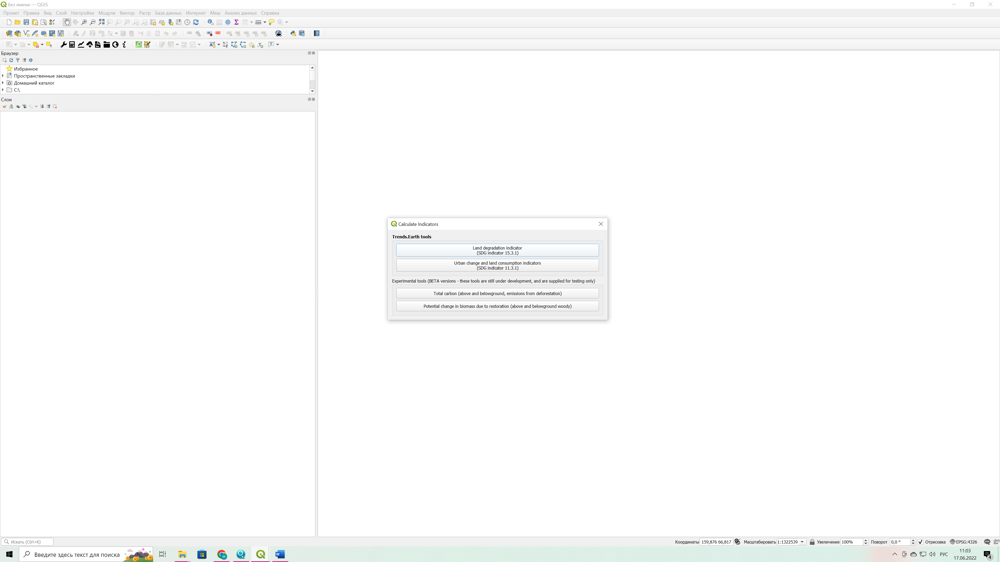 Без имени — QGIS
Проект Правка Вид Слой Настройки Модули Вектор Растр База данных Интернет Меш Анализ данных Справка
Браузер
Избранное
Пространственные закладки
Домашний каталог
C:\
Слои
Calculate Indicators
Trends.Earth tools
Land degradation indicator
(SDG indicator 15.3.1)
Urban change and land consumption indicators
(SDG indicator 11.3.1)
Experimental tools (BETA versions - these tools are still under development, and are supplied for testing only)
Total carbon (above and belowground, emissions from deforestation)
Potential change in biomass due to restoration (above and belowground woody)
Искать (Ctrl+K)
Координаты 159,876 66,817 Масштабировать 1:1322539 Увеличение 100% Поворот 0,0 ° Отрисовка EPSG:4326
Введите здесь текст для поиска
РУС
11:03
17.06.2022
4